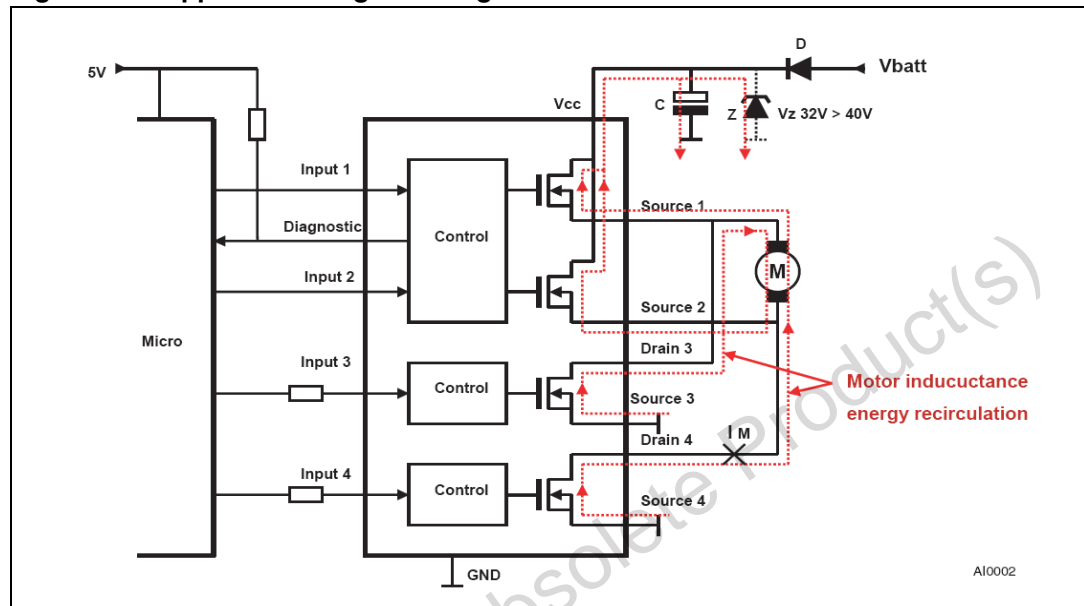 D
5V
Vbatt
Vcc
C
Z
Vz 32V > 40V
Input 1
Source 1
Diagnostic
Control
M
Input 2
Source 2
Micro
Drain 3
Input 3
Control
Source 3
Motor inducuctance
energy recirculation
Drain 4
I M
Input 4
Control
Source 4
GND
AI0002
bsolete Product(s)